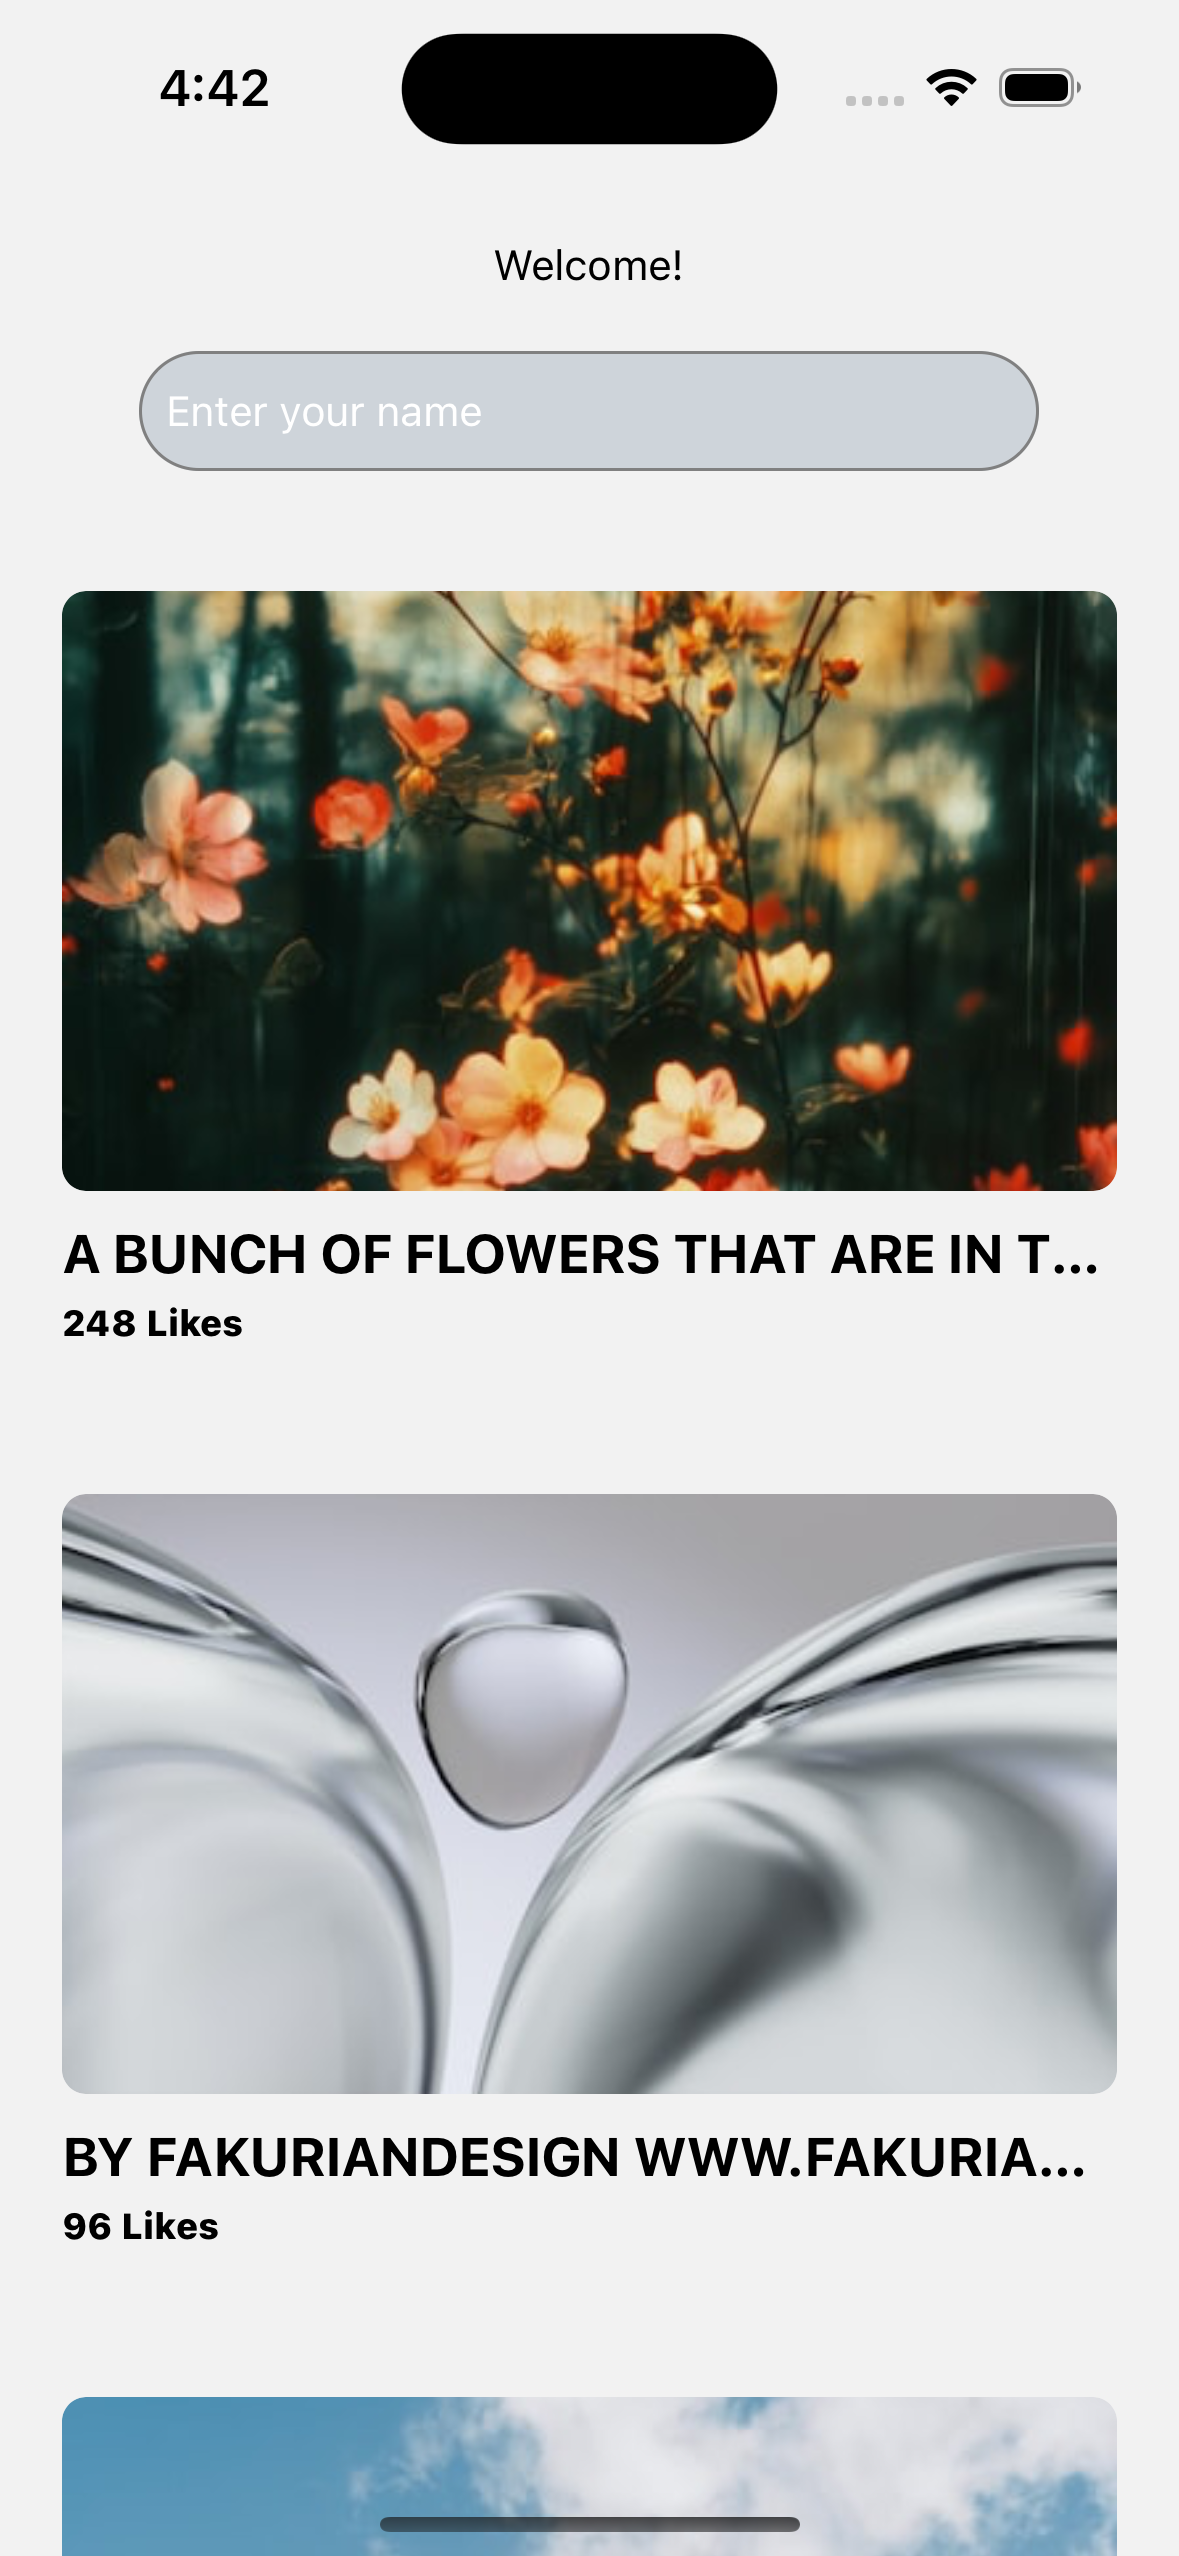 4:42
Welcome!
Enter your name
A BUNCH OF FLOWERS THAT ARE IN T...
248 Likes
BY FAKURIANDESIGN WWW.FAKURIA...
96 Likes